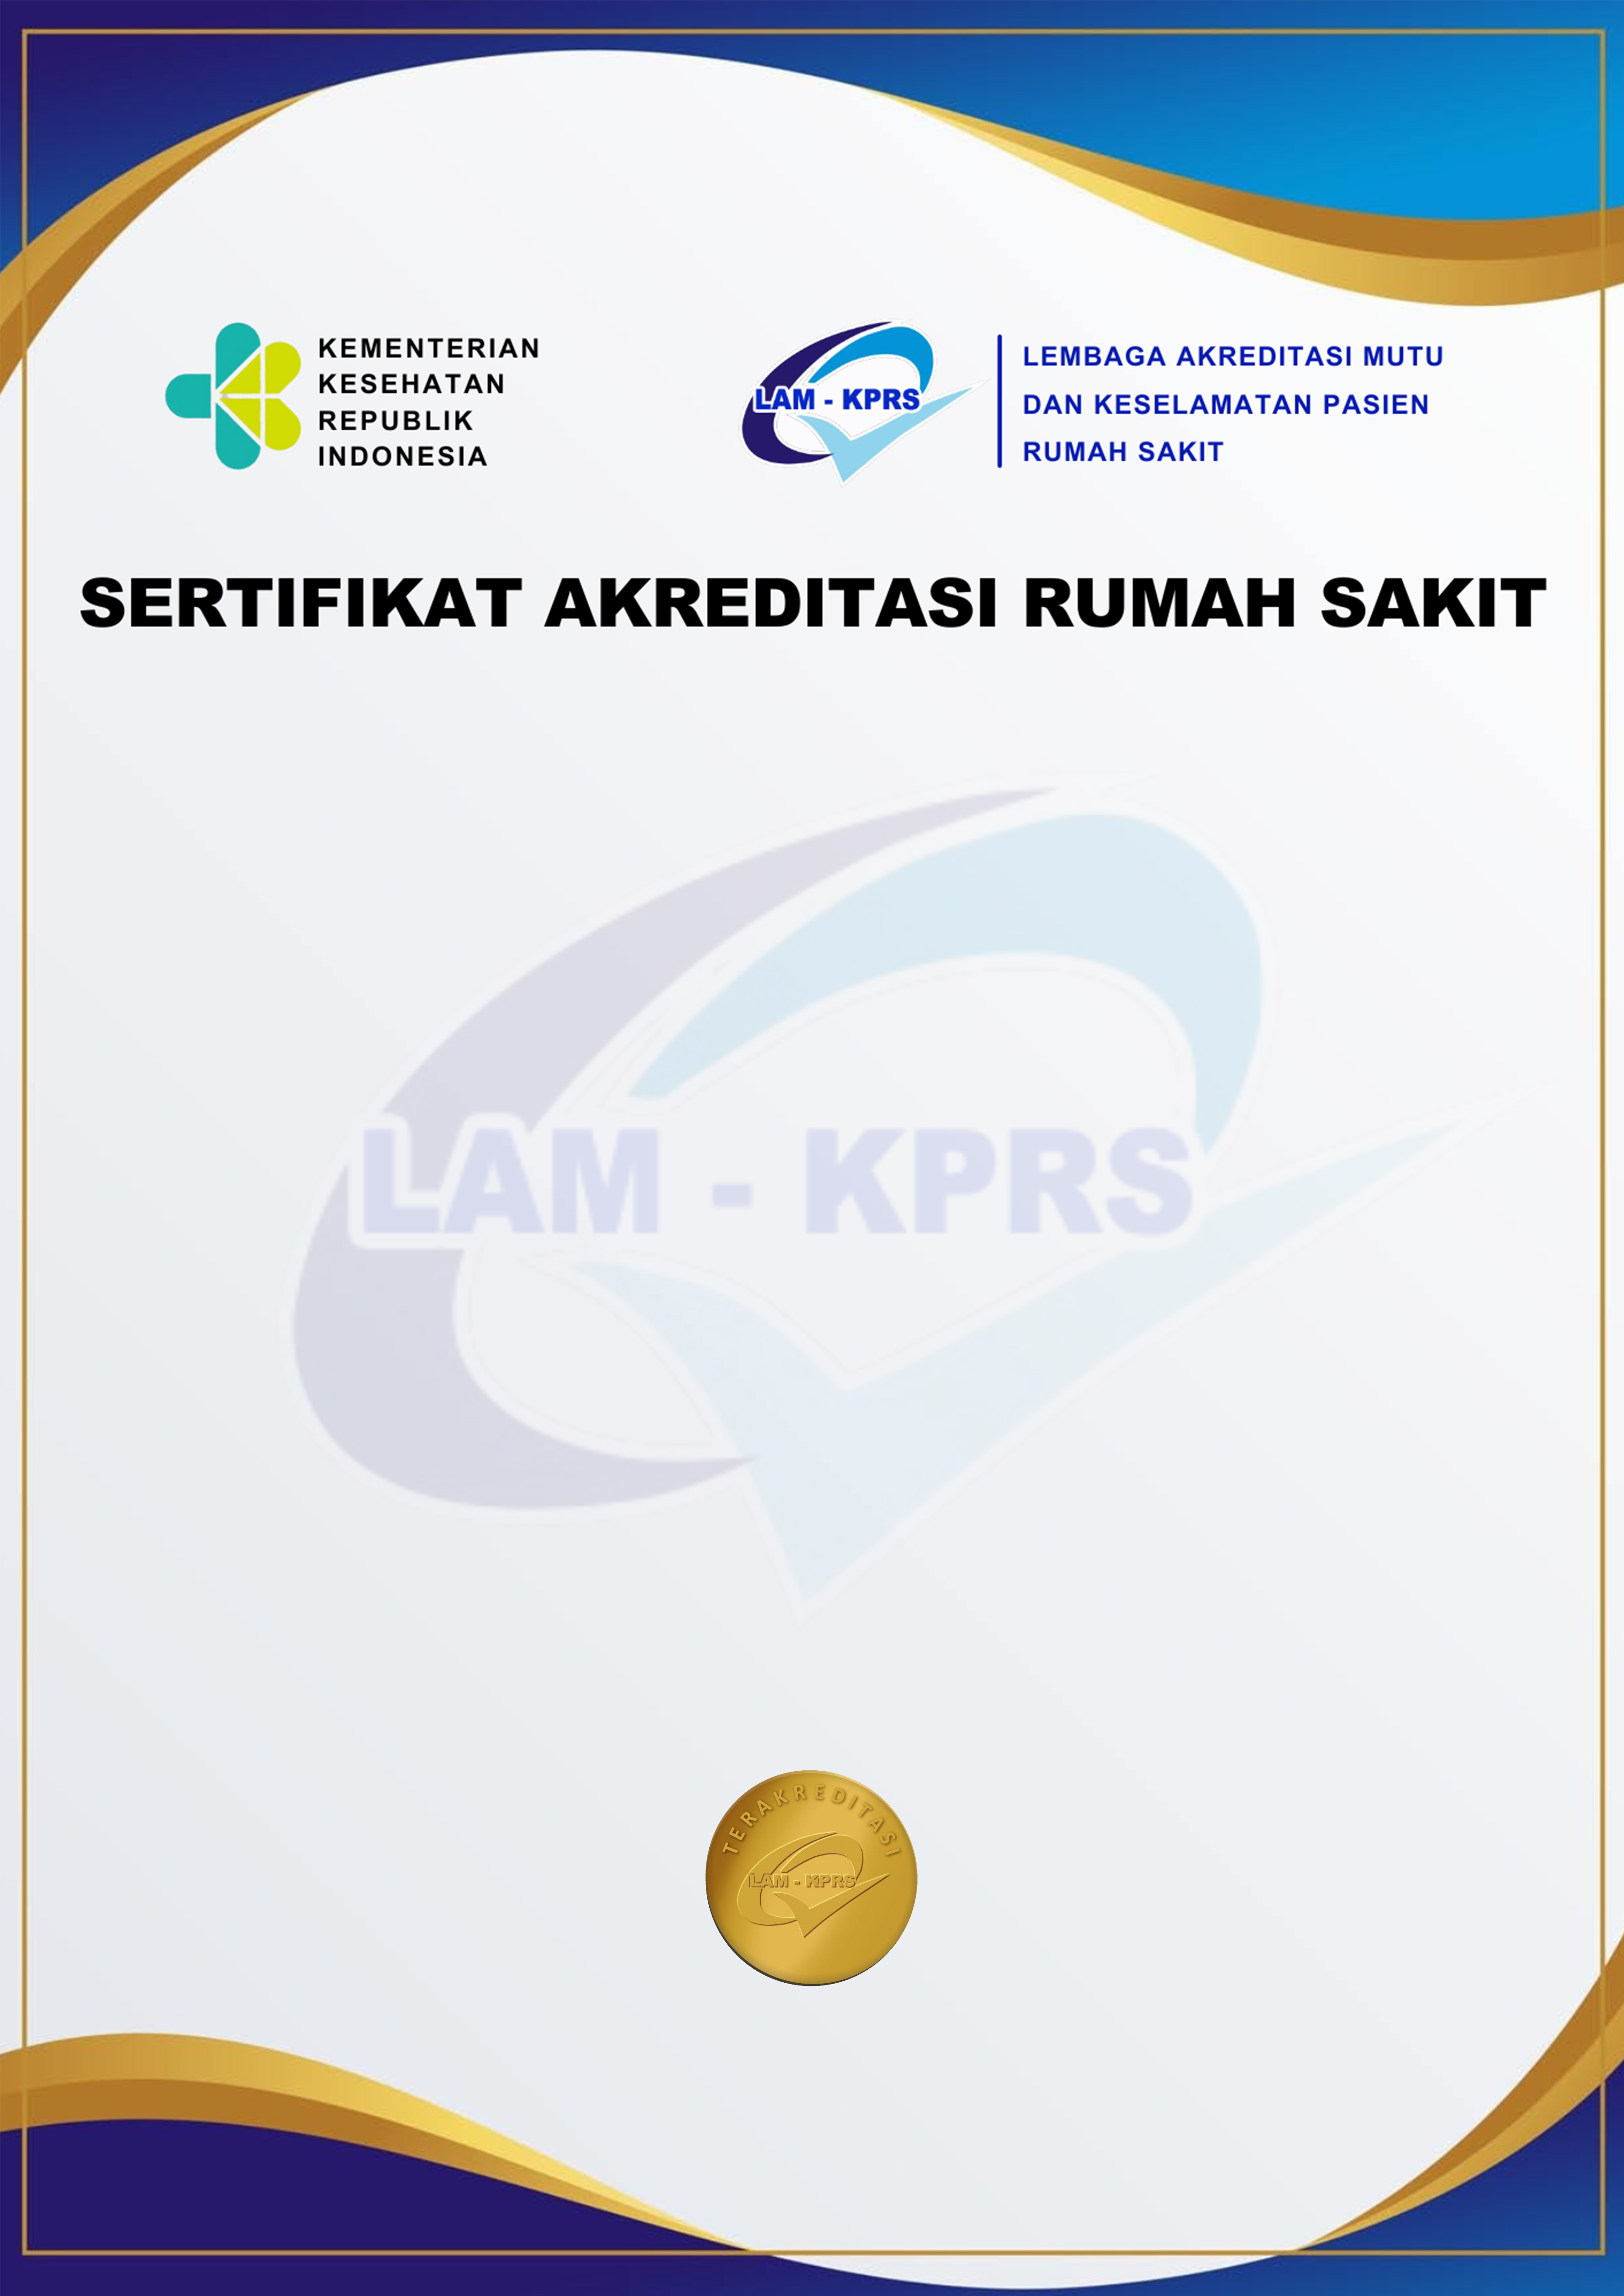 KEMENTERIAN
KESEHATAN
REPUBLIK
INDONESIA
LAM - KPRS
LEMBAGA AKREDITASI MUTU
DAN KESELAMATAN PASIEN
RUMAH SAKIT
SERTIFIKAT AKREDITASI RUMAH SAKIT
LAM - KPRS
TERAKREDITASI
LAM - KPRS